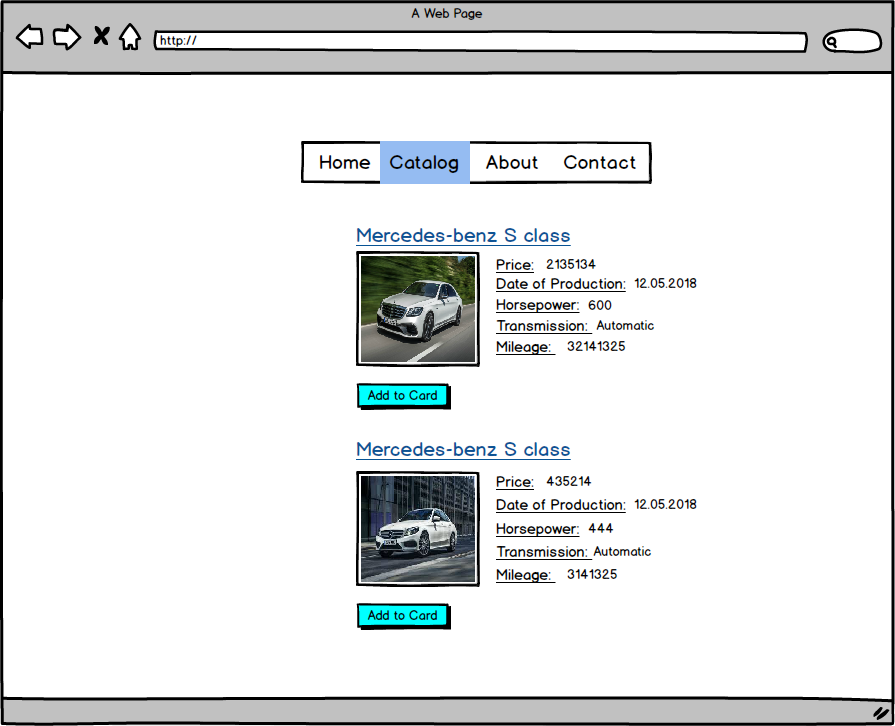 A Web Page
http://
Home Catalog About Contact
Mercedes-benz S class
Price: 2135134
Date of Production: 12.05.2018
Horsepower: 600
Transmission: Automatic
Mileage: 32141325
Add to Card
Mercedes-benz S class
Price: 435214
Date of Production: 12.05.2018
Horsepower: 444
Transmission: Automatic
Mileage: 3141325
Add to Card